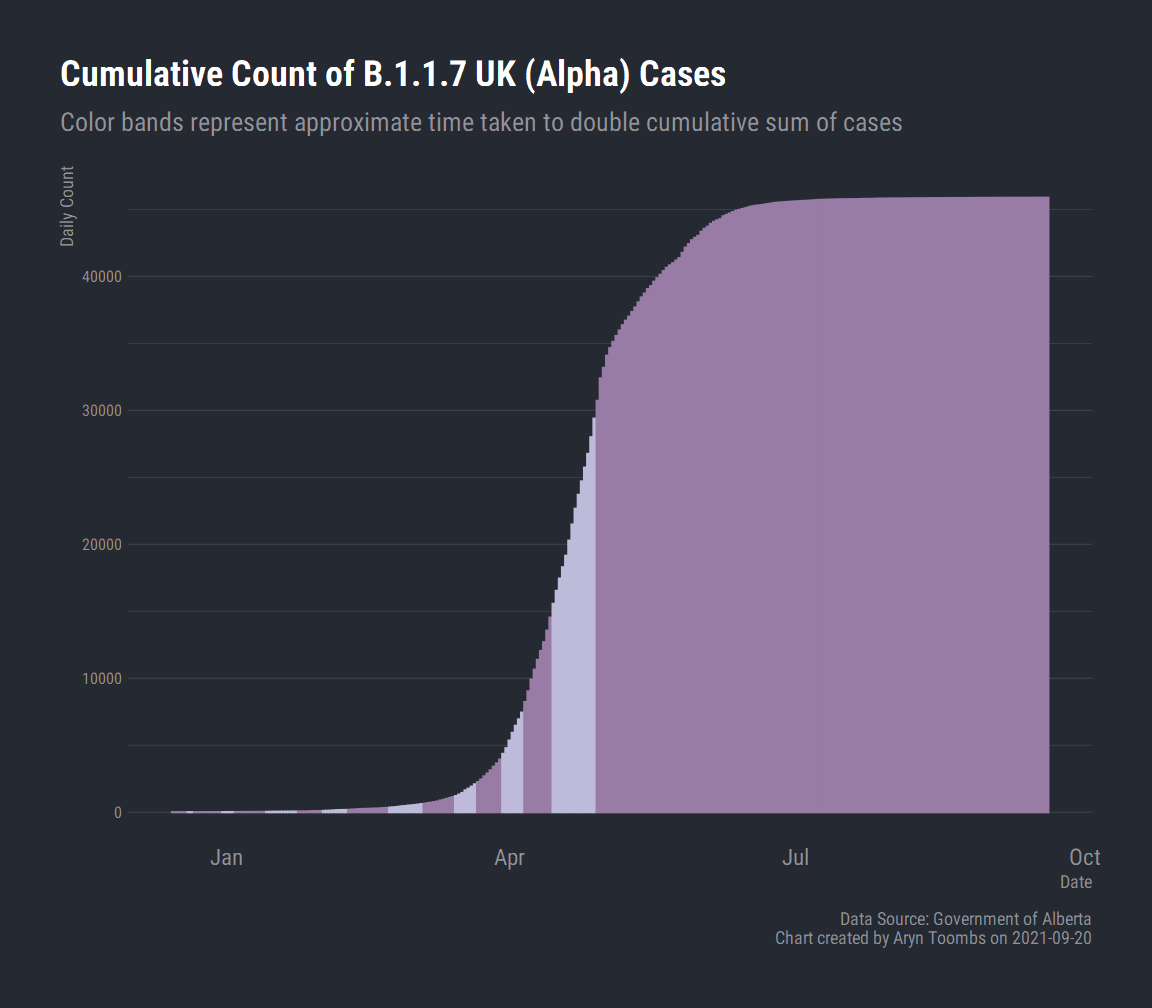 Cumulative Count of B.1.1.7 UK (Alpha) Cases
Color bands represent approximate time taken to double cumulative sum of cases
Daily Count
40000
30000
20000
10000
0
Jan
Apr
Jul
Oct
Date
Data Source: Government of Alberta
Chart created by Aryn Toombs on 2021-09-20